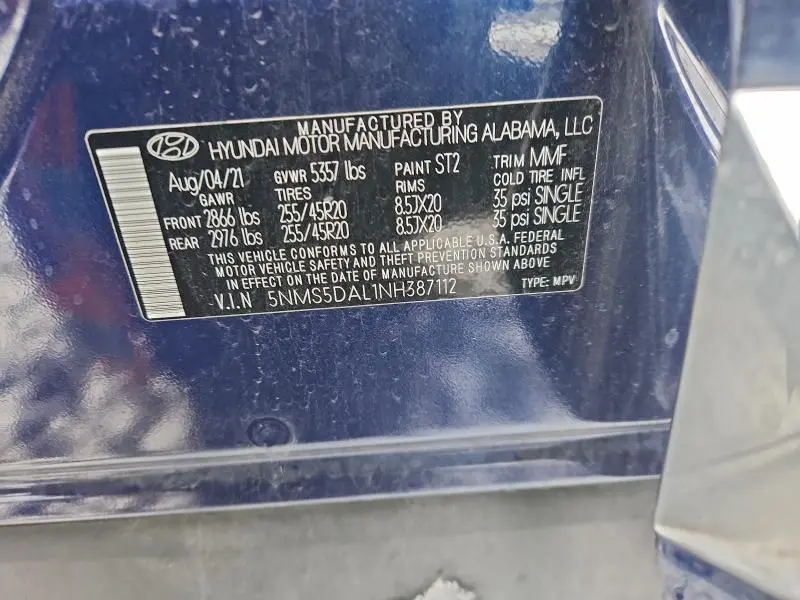 MANUFACTURED BY
HYUNDAI MOTOR MANUFACTURING ALABAMA, LLC
Aug/04/21 GVWR 5357 lbs PAINT ST2 TRIM MMF
GAWR TIRES RIMS COLD TIRE INFL
FRONT 2866 lbs 255/45R20 8.5JX20 35 psi SINGLE
REAR 2976 lbs 255/45R20 8.5JX20 35 psi SINGLE
THIS VEHICLE CONFORMS TO ALL APPLICABLE U.S.A. FEDERAL
MOTOR VEHICLE SAFETY AND THEFT PREVENTION STANDARDS
IN EFFECT ON THE DATE OF MANUFACTURE SHOWN ABOVE
V.I.N 5NMS5DAL1NH387112 TYPE: MPV